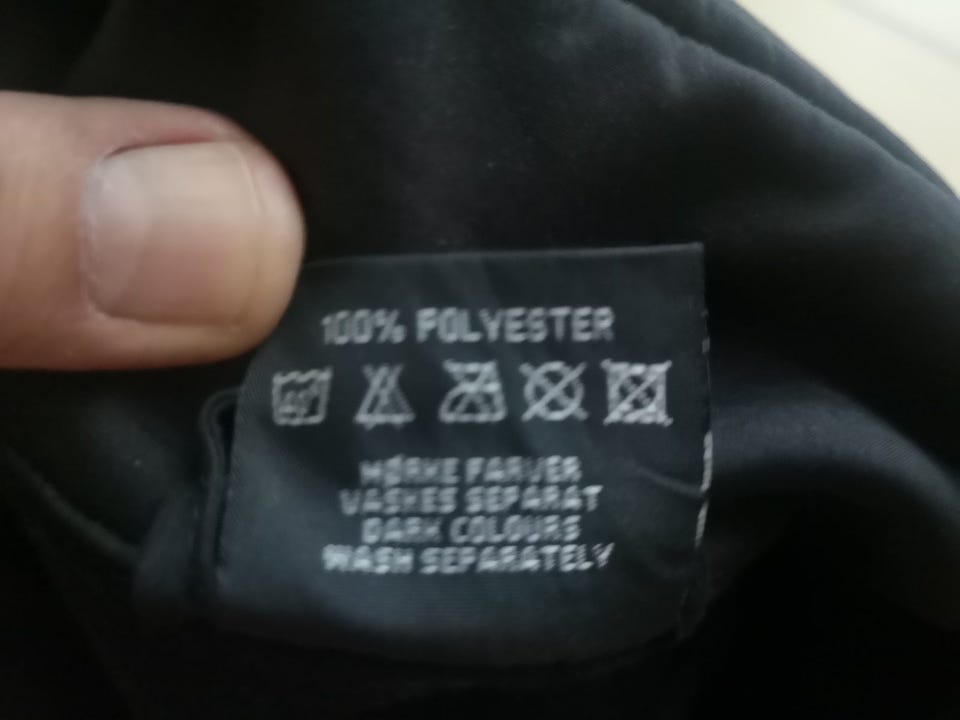 100% POLYESTER
MØRKE FARVER
VASKES SEPARAT
DARK COLOURS
WASH SEPARATELY